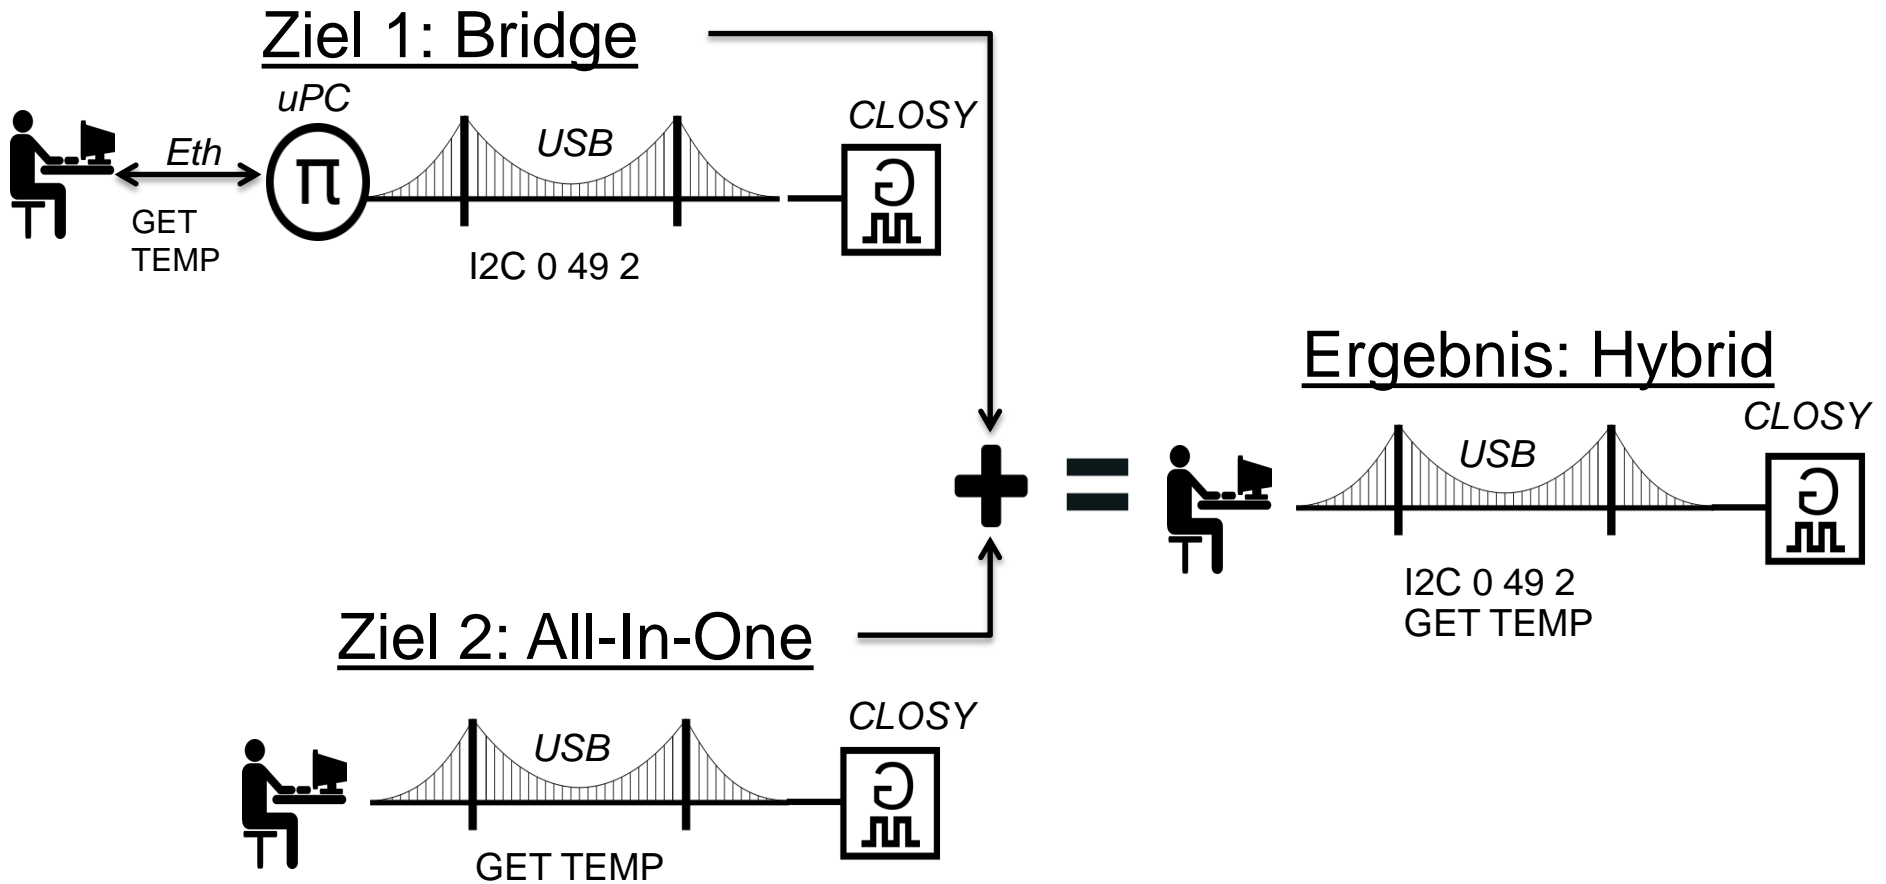 Ziel 1: Bridge
uPC
Eth
GET
TEMP
π
USB
I2C 0 49 2
CLOSY
G
Ergebnis: Hybrid
USB
I2C 0 49 2
GET TEMP
CLOSY
G
Ziel 2: All-In-One
USB
GET TEMP
CLOSY
G